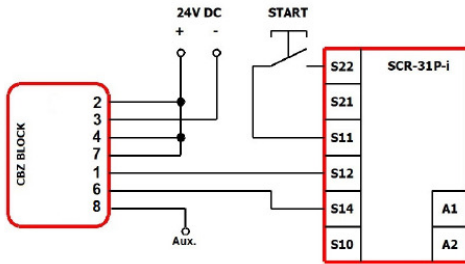 24V DC
START
+ -
S22 SCR-31P-i
2
S21
3
CBZ BLOCK
4
S11
7
1
S12
6
S14 A1
8
Aux.
S10 A2